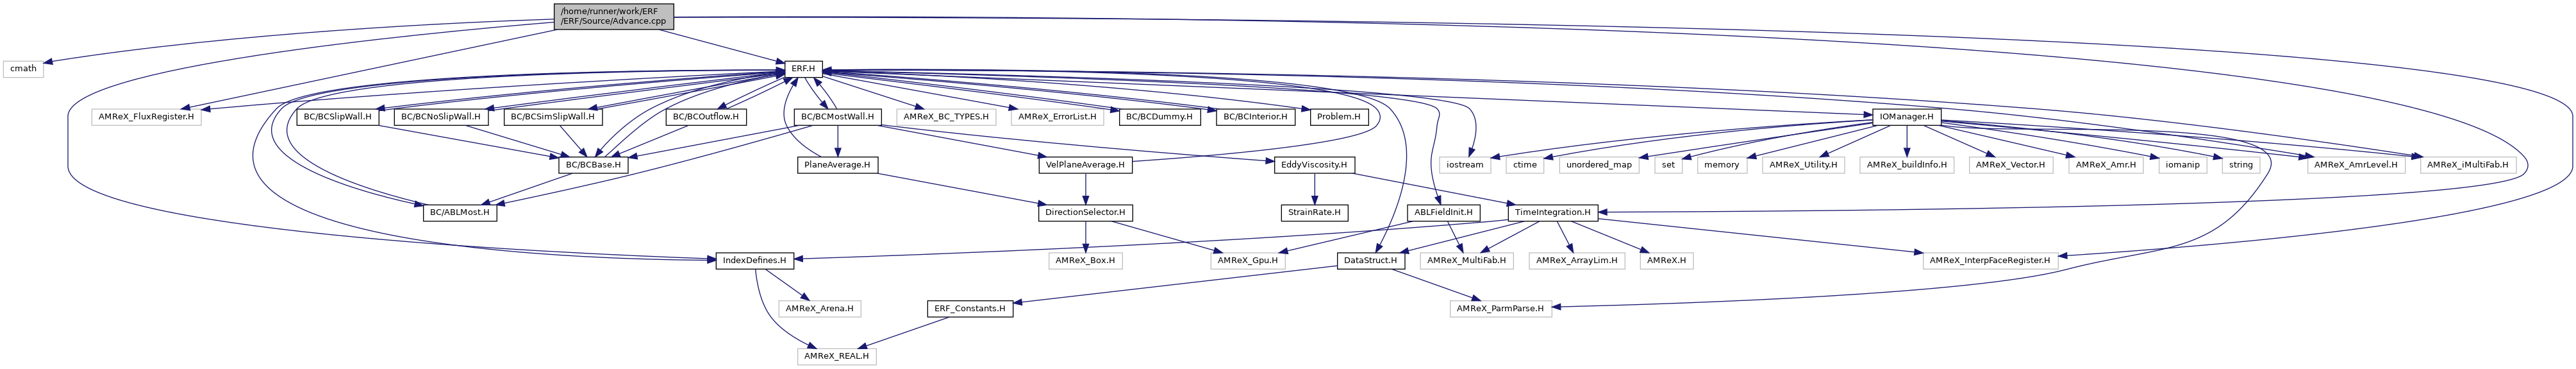 /home/runner/work/ERF
/ERF/Source/Advance.cpp
cmath
ERF.H
AMReX_FluxRegister.H
BC/BCSlipWall.H
BC/BCNoSlipWall.H
BC/BCSimSlipWall.H
BC/BCOutflow.H
BC/BCMostWall.H
AMReX_BC_TYPES.H
AMReX_ErrorList.H
BC/BCDummy.H
BC/BCInterior.H
Problem.H
IOManager.H
BC/BCBase.H
PlaneAverage.H
VelPlaneAverage.H
EddyViscosity.H
iostream
ctime
unordered_map
set
memory
AMReX_Utility.H
AMReX_buildInfo.H
AMReX_Vector.H
AMReX_Amr.H
iomanip
string
AMReX_AmrLevel.H
AMReX_iMultiFab.H
BC/ABLMost.H
DirectionSelector.H
StrainRate.H
ABLFieldInit.H
TimeIntegration.H
IndexDefines.H
AMReX_Box.H
AMReX_Gpu.H
DataStruct.H
AMReX_MultiFab.H
AMReX_ArrayLim.H
AMReX.H
AMReX_InterpFaceRegister.H
AMReX_Arena.H
ERF_Constants.H
AMReX_ParmParse.H
AMReX_REAL.H